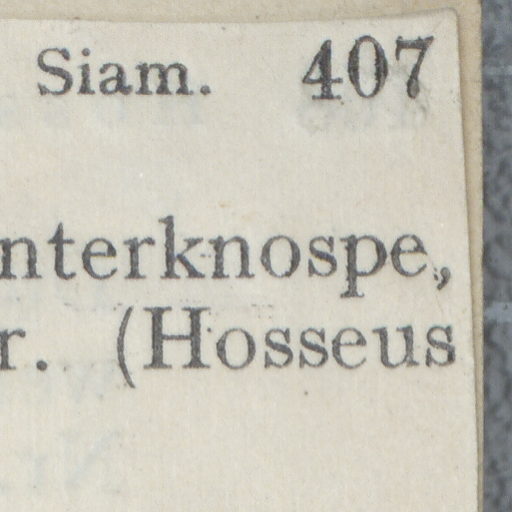 Siam. 407
nterknospe,
r. (Hosseus